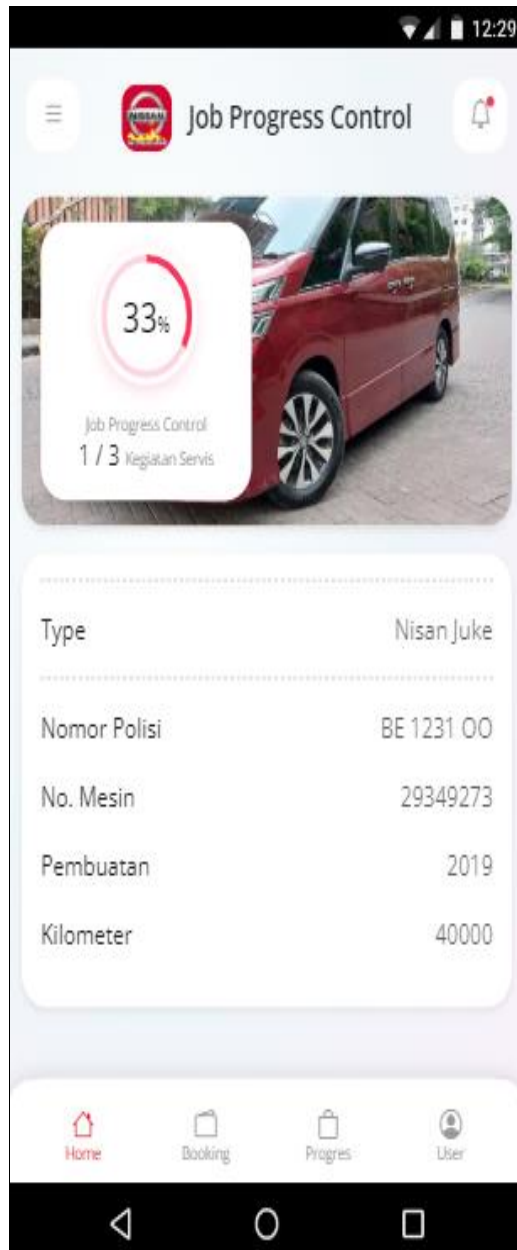 12:29
NISSAN
Job Progress Control
33%
Job Progress Control
1 / 3 Kegiatan Servis
Type Nisan Juke
Nomor Polisi BE 1231 OO
No. Mesin 29349273
Pembuatan 2019
Kilometer 40000
Home Booking Progres User